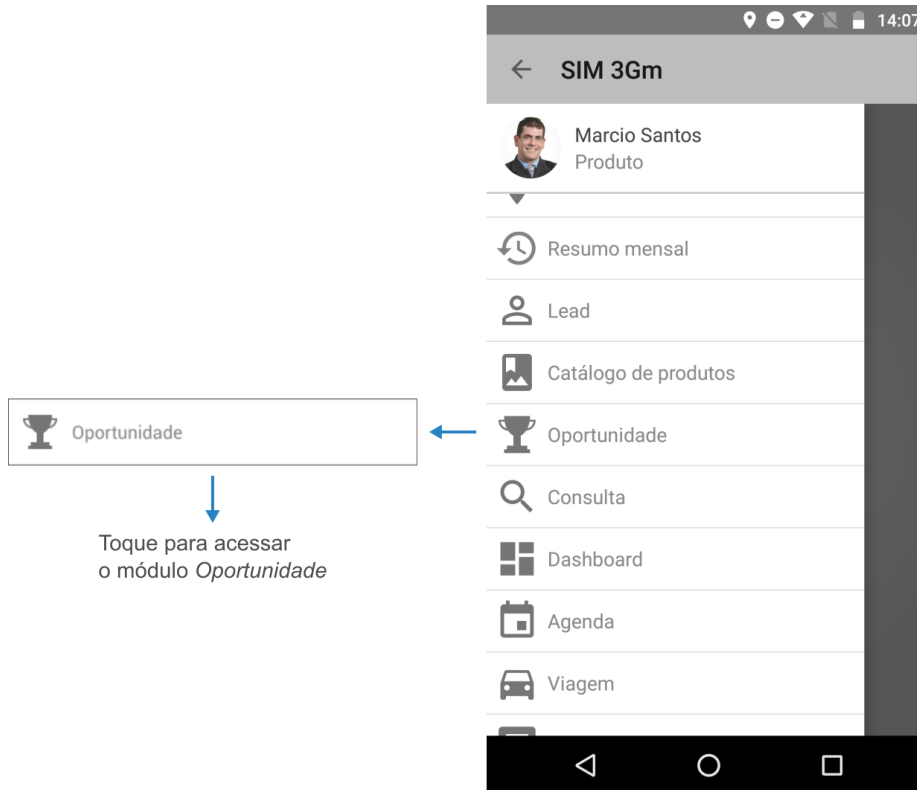 14:07
SIM 3Gm
Marcio Santos
Produto
Resumo mensal
Lead
Catálogo de produtos
Oportunidade
Oportunidade
Consulta
Toque para acessar
o módulo Oportunidade
Dashboard
Agenda
Viagem